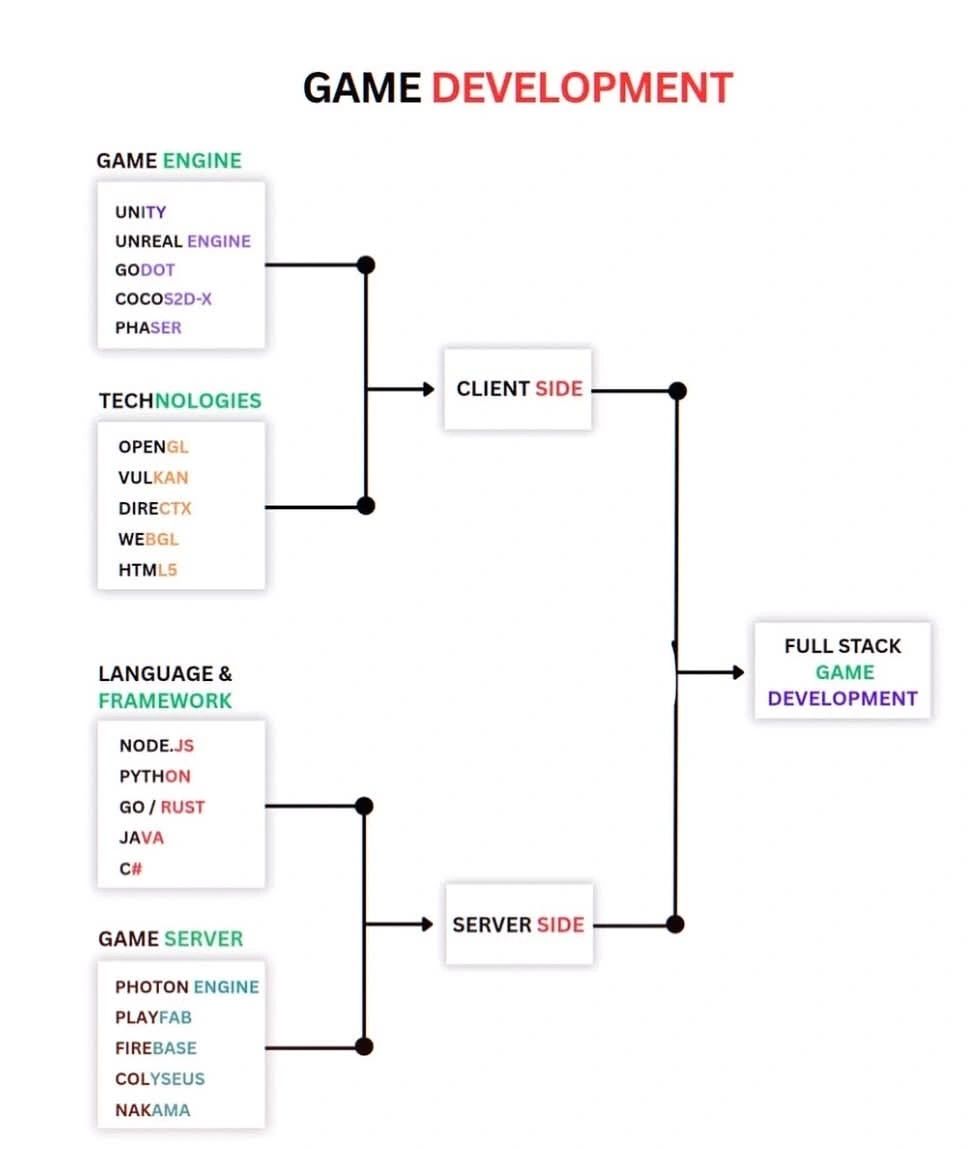 GAME DEVELOPMENT
GAME ENGINE
UNITY
UNREAL ENGINE
GODOT
COCOS2D-X
PHASER
TECHNOLOGIES
OPENGL
VULKAN
DIRECTX
WEBGL
HTML5
CLIENT SIDE
LANGUAGE &
FRAMEWORK
NODE.JS
PYTHON
GO / RUST
JAVA
C#
GAME SERVER
PHOTON ENGINE
PLAYFAB
FIREBASE
COLYSEUS
NAKAMA
SERVER SIDE
FULL STACK
GAME
DEVELOPMENT